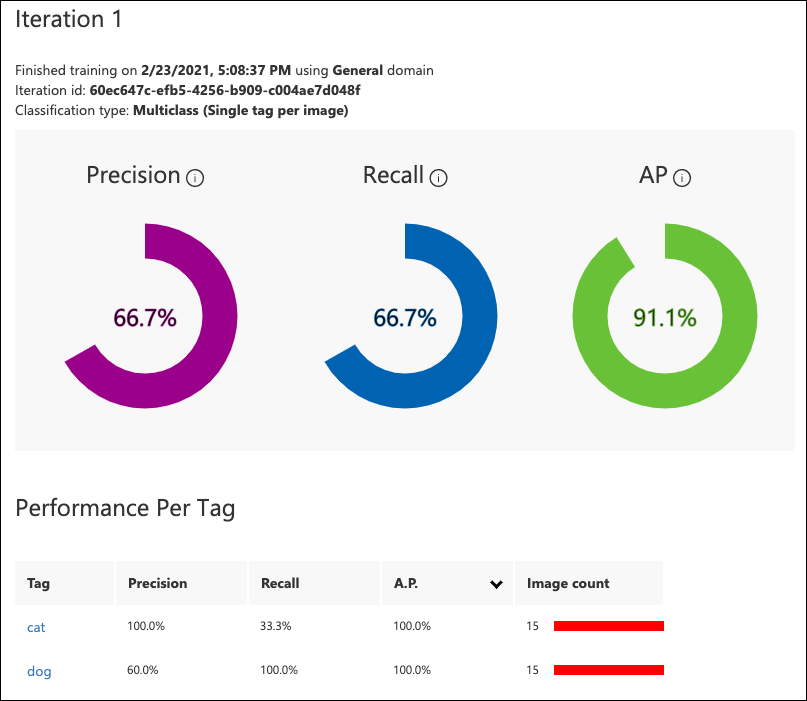 Iteration 1
Finished training on 2/23/2021, 5:08:37 PM using General domain
Iteration id: 60ec647c-efb5-4256-b909-c004ae7d048f
Classification type: Multiclass (Single tag per image)
Precision Recall AP
66.7% 66.7% 91.1%
Performance Per Tag
Tag Precision Recall A.P. Image count
cat 100.0% 33.3% 100.0% 15
dog 60.0% 100.0% 100.0% 15